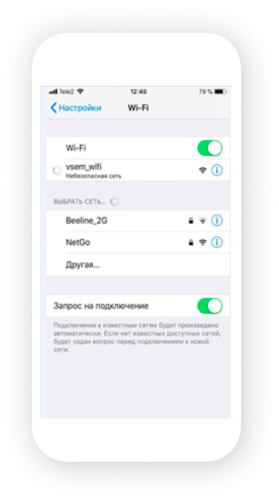 Tele2 12:46 79 %
Настройки Wi-Fi
Wi-Fi
vsem_wifi
Небезопасная сеть
ВЫБРАТЬ СЕТЬ...
Beeline_2G
NetGo
Другая...
Запрос на подключение
Подключение к известным сетям будет произведено
автоматически. Если нет известных доступных сетей,
будет задан вопрос перед подключением к новой
сети.